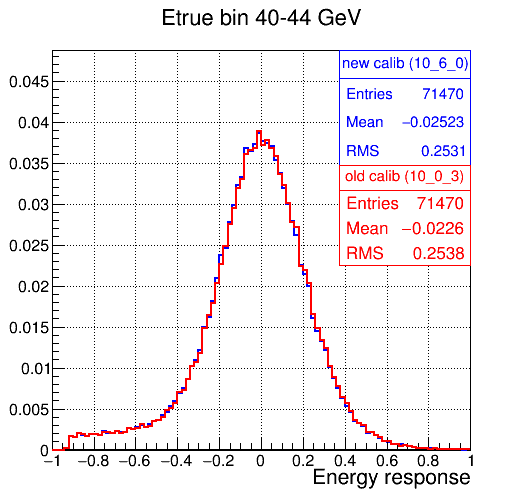 Etrue bin 40-44 GeV
new calib (10_6_0)
Entries 71470
Mean −0.02523
RMS 0.2531
old calib (10_0_3)
Entries 71470
Mean −0.0226
RMS 0.2538
0.045
0.04
0.035
0.03
0.025
0.02
0.015
0.01
0.005
0
−1 −0.8 −0.6 −0.4 −0.2 0 0.2 0.4 0.6 0.8 1
Energy response